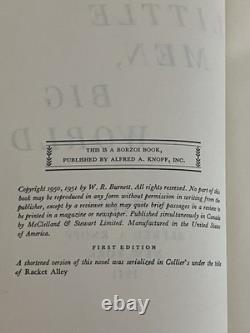 LITTLE
MEN,
BIG
WORLD
THIS IS A BORZOI BOOK,
PUBLISHED BY ALFRED A. KNOPF, INC.
Copyright 1950, 1951 by W. R. Burnett. All rights reserved. No part of this
book may be reproduced in any form without permission in writing from the
publisher, except by a reviewer who may quote brief passages in a review to
be printed in a magazine or newspaper. Published simultaneously in Canada
by McClelland & Stewart Limited. Manufactured in the United States
of America.
FIRST EDITION
A shortened version of this novel was serialized in Collier's under the title
of Racket Alley
ebay